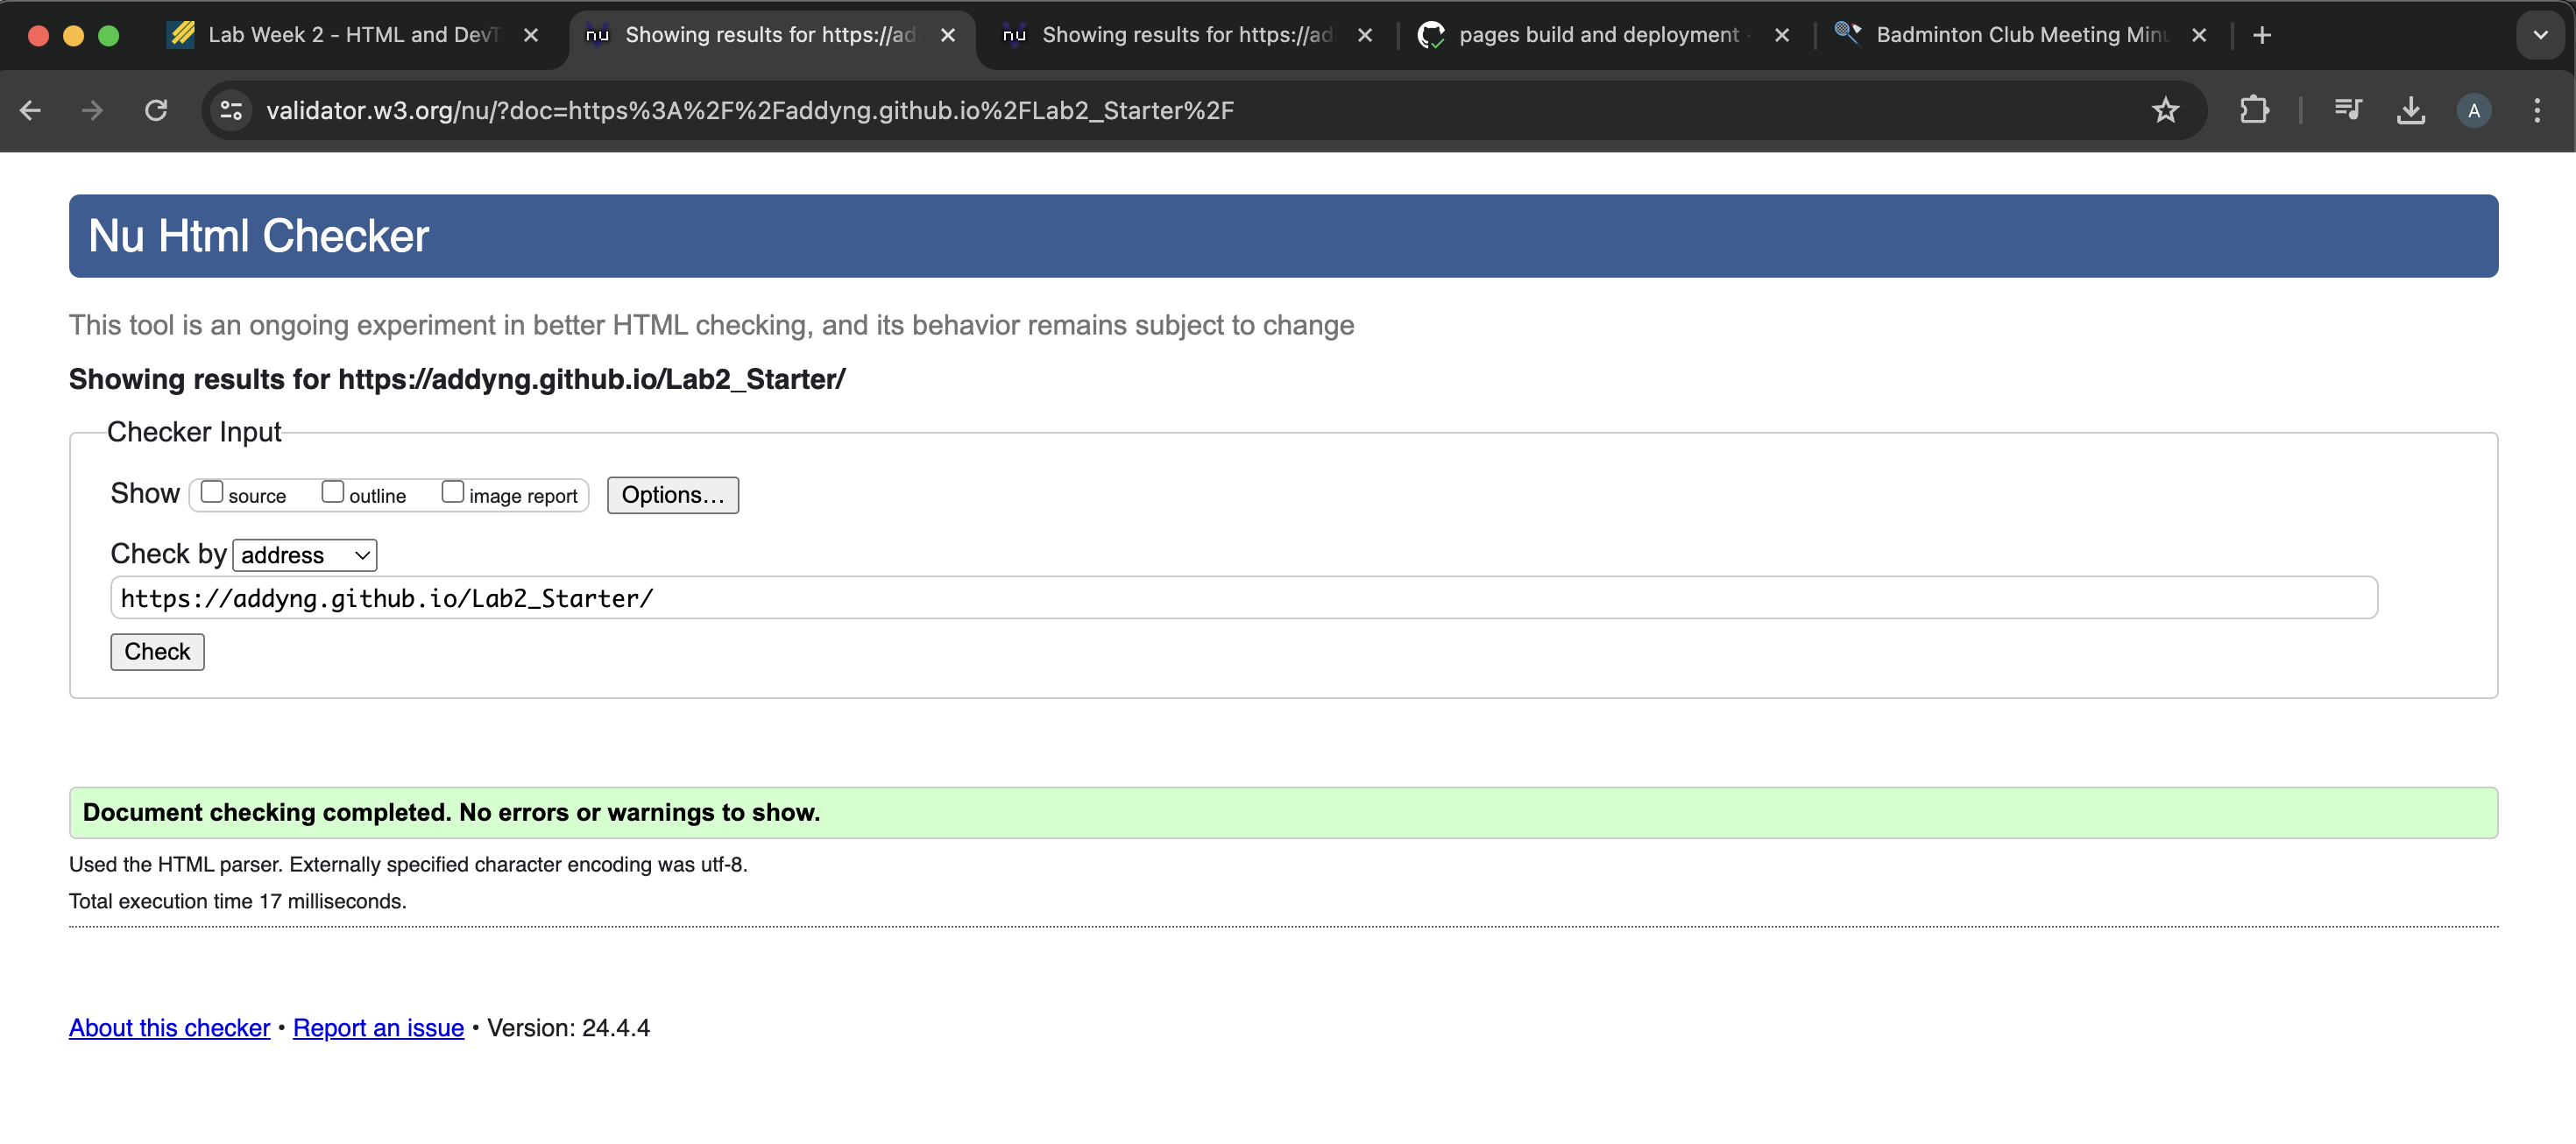 Lab Week 2 - HTML and DevT
nu Showing results for https://ad
nu Showing results for https://ad
pages build and deployment
Badminton Club Meeting Minu
validator.w3.org/nu/?doc=https%3A%2F%2Faddyng.github.io%2FLab2_Starter%2F
A
Nu Html Checker
This tool is an ongoing experiment in better HTML checking, and its behavior remains subject to change
Showing results for https://addyng.github.io/Lab2_Starter/
Checker Input
Show source outline image report Options...
Check by address
https://addyng.github.io/Lab2_Starter/
Check
Document checking completed. No errors or warnings to show.
Used the HTML parser. Externally specified character encoding was utf-8.
Total execution time 17 milliseconds.
About this checker • Report an issue • Version: 24.4.4